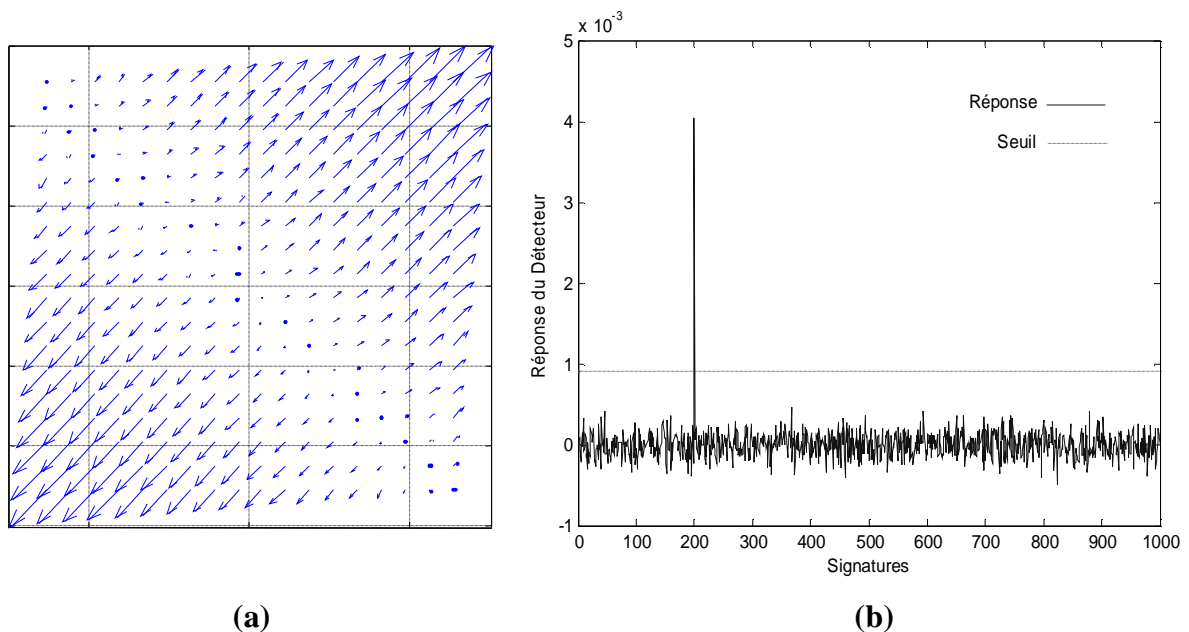 x 10⁻³
5
4
3
2
1
0
-1
Réponse du Détecteur
Réponse
Seuil
0 100 200 300 400 500 600 700 800 900 1000
Signatures
(a)
(b)